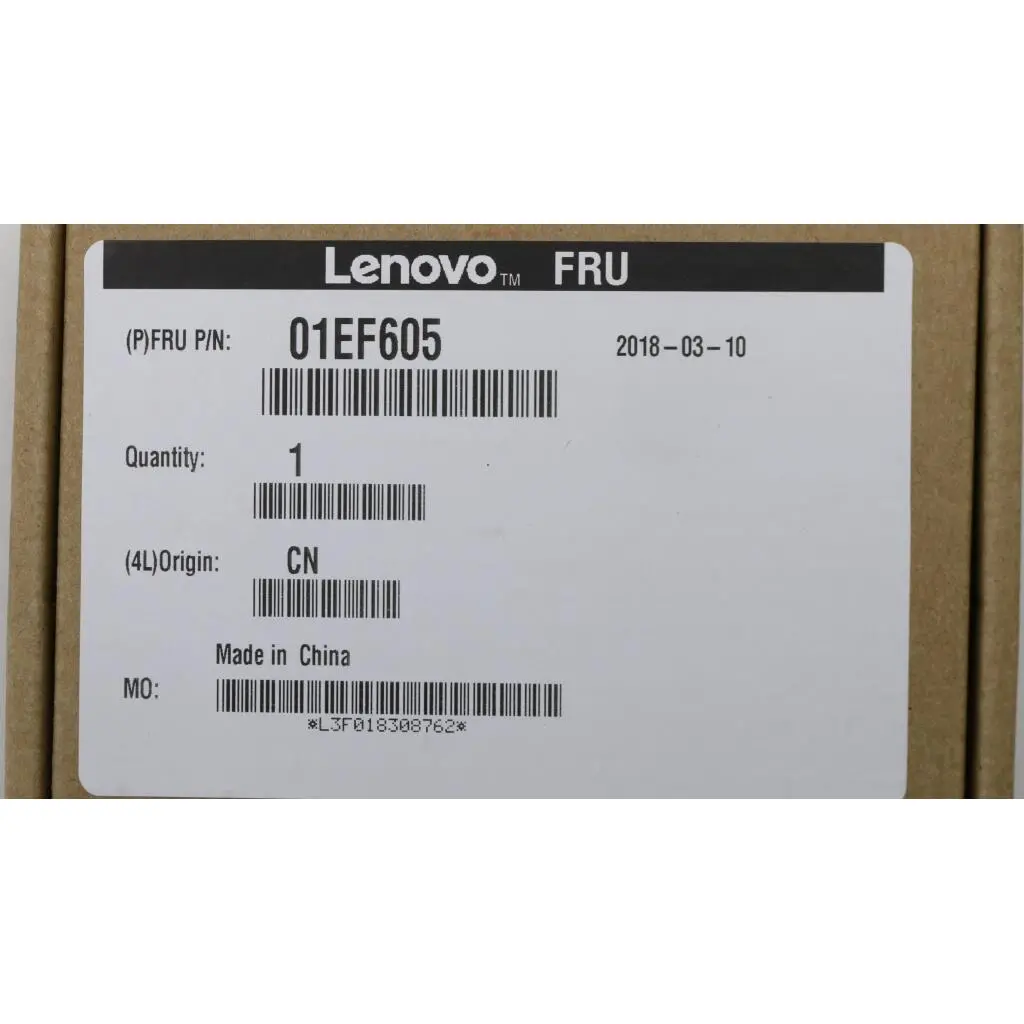 Lenovo™ FRU
(P)FRU P/N: 01EF605 2018-03-10
Quantity: 1
(4L)Origin: CN
Made in China
MO:
*L3F018308762*